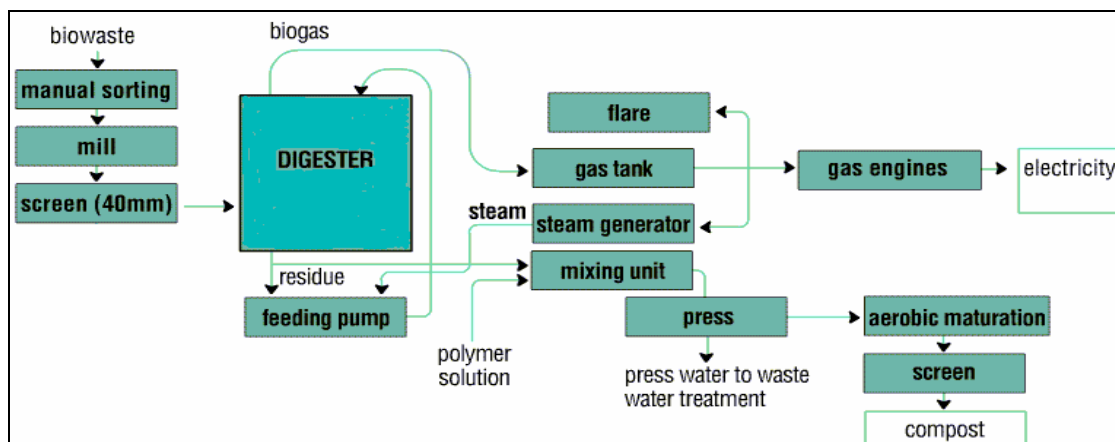 biowaste
manual sorting
mill
screen (40mm)
biogas
DIGESTER
residue
feeding pump
flare
gas tank
gas engines
electricity
steam
steam generator
mixing unit
polymer
solution
press
press water to waste
water treatment
aerobic maturation
screen
compost